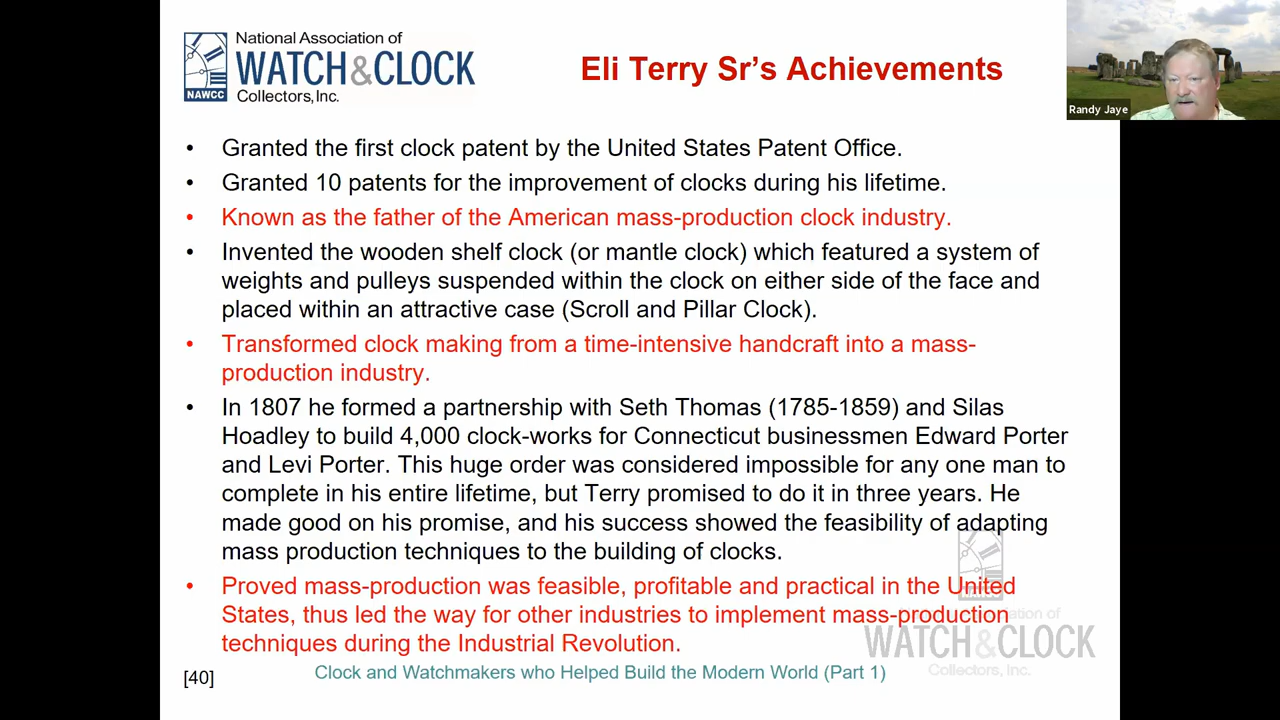 National Association of
WATCH&CLOCK
NAWCC
Collectors, Inc.
Eli Terry Sr's Achievements
Randy Jaye
• Granted the first clock patent by the United States Patent Office.
• Granted 10 patents for the improvement of clocks during his lifetime.
• Known as the father of the American mass-production clock industry.
• Invented the wooden shelf clock (or mantle clock) which featured a system of
weights and pulleys suspended within the clock on either side of the face and
placed within an attractive case (Scroll and Pillar Clock).
• Transformed clock making from a time-intensive handcraft into a mass-
production industry.
• In 1807 he formed a partnership with Seth Thomas (1785-1859) and Silas
Hoadley to build 4,000 clock-works for Connecticut businessmen Edward Porter
and Levi Porter. This huge order was considered impossible for any one man to
complete in his entire lifetime, but Terry promised to do it in three years. He
made good on his promise, and his success showed the feasibility of adapting
mass production techniques to the building of clocks.
• Proved mass-production was feasible, profitable and practical in the United
States, thus led the way for other industries to implement mass-production
techniques during the Industrial Revolution.
[40]
Clock and Watchmakers who Helped Build the Modern World (Part 1)
Association of
WATCH&CLOCK
Collectors, Inc.